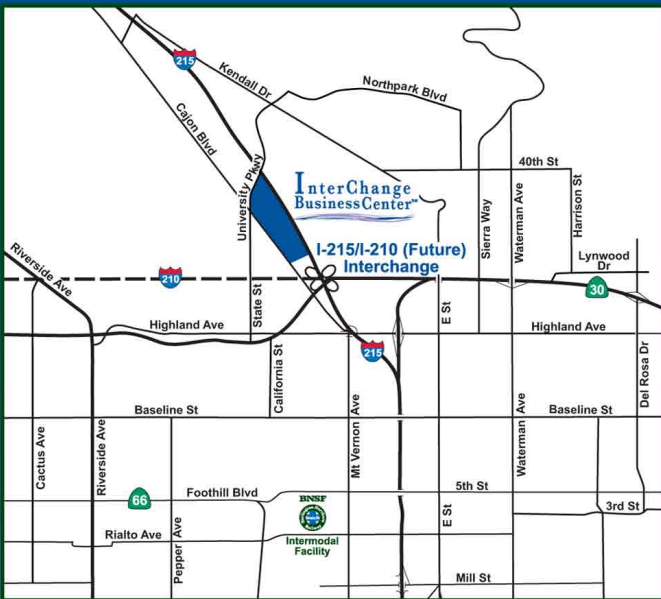 215
Kendall Dr
Northpark Blvd
Cajon Blvd
University Pkwy
40th St
InterChange
BusinessCenter℠
Sierra Way
Waterman Ave
Harrison St
I-215/I-210 (Future)
Interchange
Riverside Ave
210
Lynwood
Dr
30
State St
E St
Highland Ave
Highland Ave
215
California St
Mt Vernon Ave
Del Rosa Dr
Baseline St
Baseline St
Cactus Ave
Riverside Ave
Waterman Ave
66
Foothill Blvd
5th St
BNSF
3rd St
E St
Rialto Ave
Pepper Ave
Intermodal
Facility
Mill St